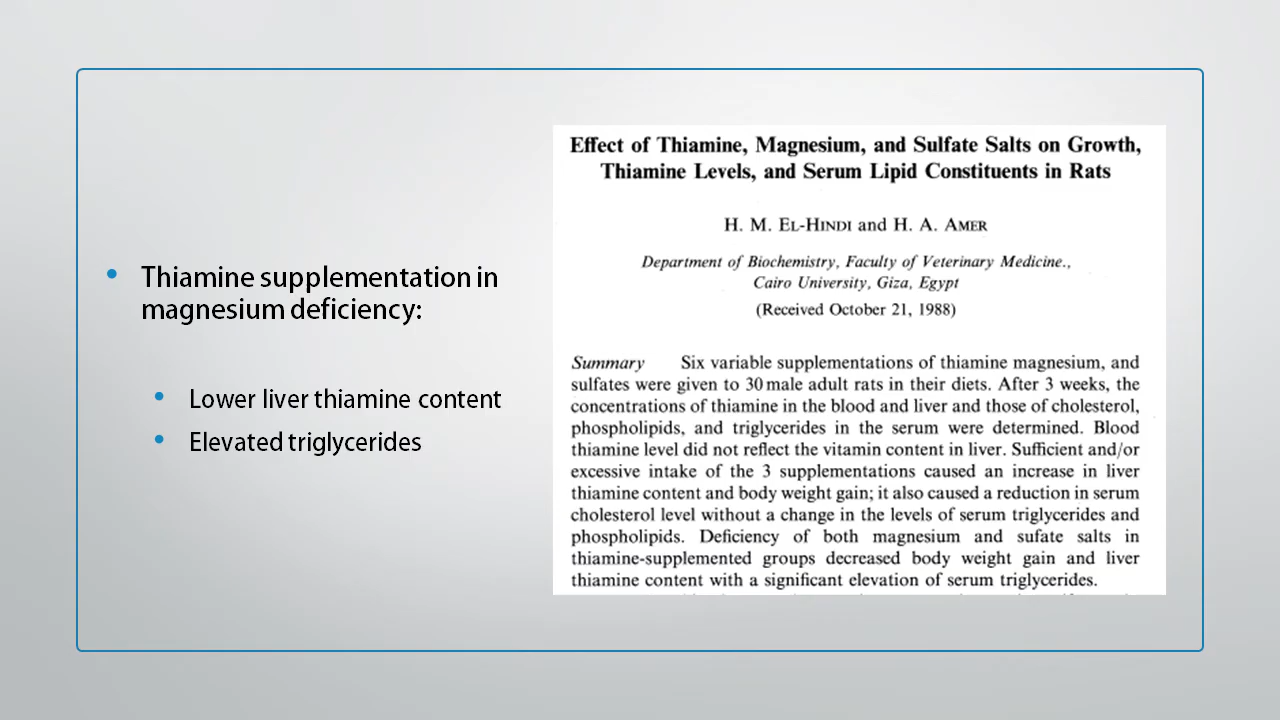 Thiamine supplementation in
magnesium deficiency:
Lower liver thiamine content
Elevated triglycerides
Effect of Thiamine, Magnesium, and Sulfate Salts on Growth,
Thiamine Levels, and Serum Lipid Constituents in Rats
H. M. EL-HINDI and H. A. AMER
Department of Biochemistry, Faculty of Veterinary Medicine.,
Cairo University, Giza, Egypt
(Received October 21, 1988)
Summary Six variable supplementations of thiamine magnesium, and
sulfates were given to 30 male adult rats in their diets. After 3 weeks, the
concentrations of thiamine in the blood and liver and those of cholesterol,
phospholipids, and triglycerides in the serum were determined. Blood
thiamine level did not reflect the vitamin content in liver. Sufficient and/or
excessive intake of the 3 supplementations caused an increase in liver
thiamine content and body weight gain; it also caused a reduction in serum
cholesterol level without a change in the levels of serum triglycerides and
phospholipids. Deficiency of both magnesium and sufate salts in
thiamine-supplemented groups decreased body weight gain and liver
thiamine content with a significant elevation of serum triglycerides.